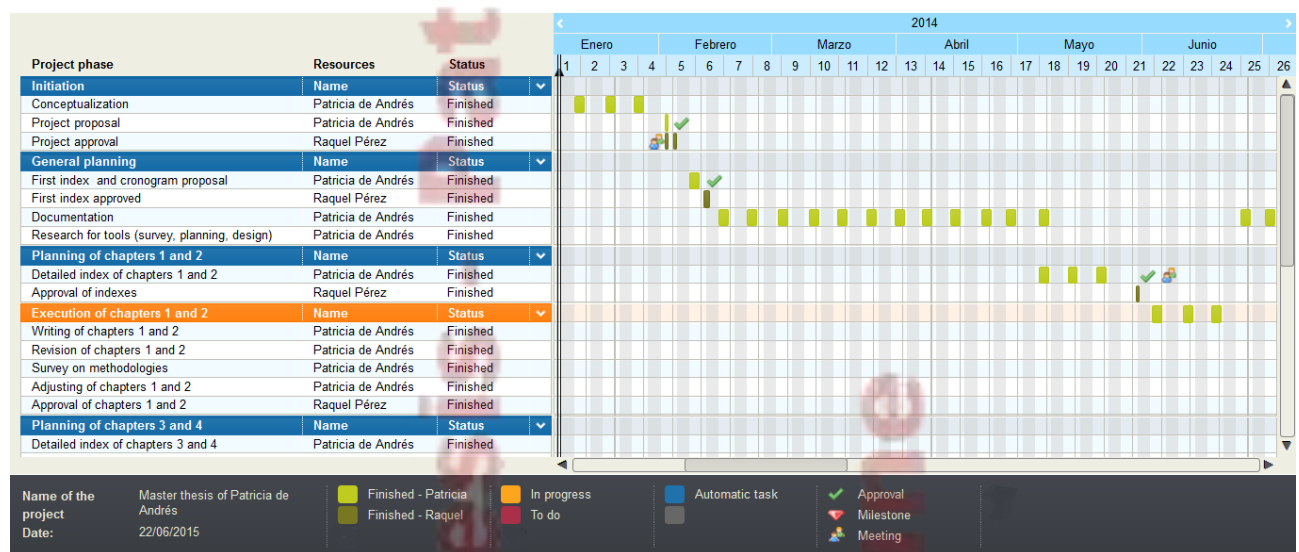 2014
Enero Febrero Marzo Abril Mayo Junio
Project phase Resources Status 1 2 3 4 5 6 7 8 9 10 11 12 13 14 15 16 17 18 19 20 21 22 23 24 25 26
Initiation Name Status
Conceptualization Patricia de Andrés Finished
Project proposal Patricia de Andrés Finished
Project approval Raquel Pérez Finished
General planning Name Status
First index and cronogram proposal Patricia de Andrés Finished
First index approved Raquel Pérez Finished
Documentation Patricia de Andrés Finished
Research for tools (survey, planning, design) Patricia de Andrés Finished
Planning of chapters 1 and 2 Name Status
Detailed index of chapters 1 and 2 Patricia de Andrés Finished
Approval of indexes Raquel Pérez Finished
Execution of chapters 1 and 2 Name Status
Writing of chapters 1 and 2 Patricia de Andrés Finished
Revision of chapters 1 and 2 Patricia de Andrés Finished
Survey on methodologies Patricia de Andrés Finished
Adjusting of chapters 1 and 2 Patricia de Andrés Finished
Approval of chapters 1 and 2 Raquel Pérez Finished
Planning of chapters 3 and 4 Name Status
Detailed index of chapters 3 and 4 Patricia de Andrés Finished
Name of the project Master thesis of Patricia de Andrés
Date: 22/06/2015
Finished - Patricia In progress Automatic task Approval
Finished - Raquel To do Milestone
Meeting